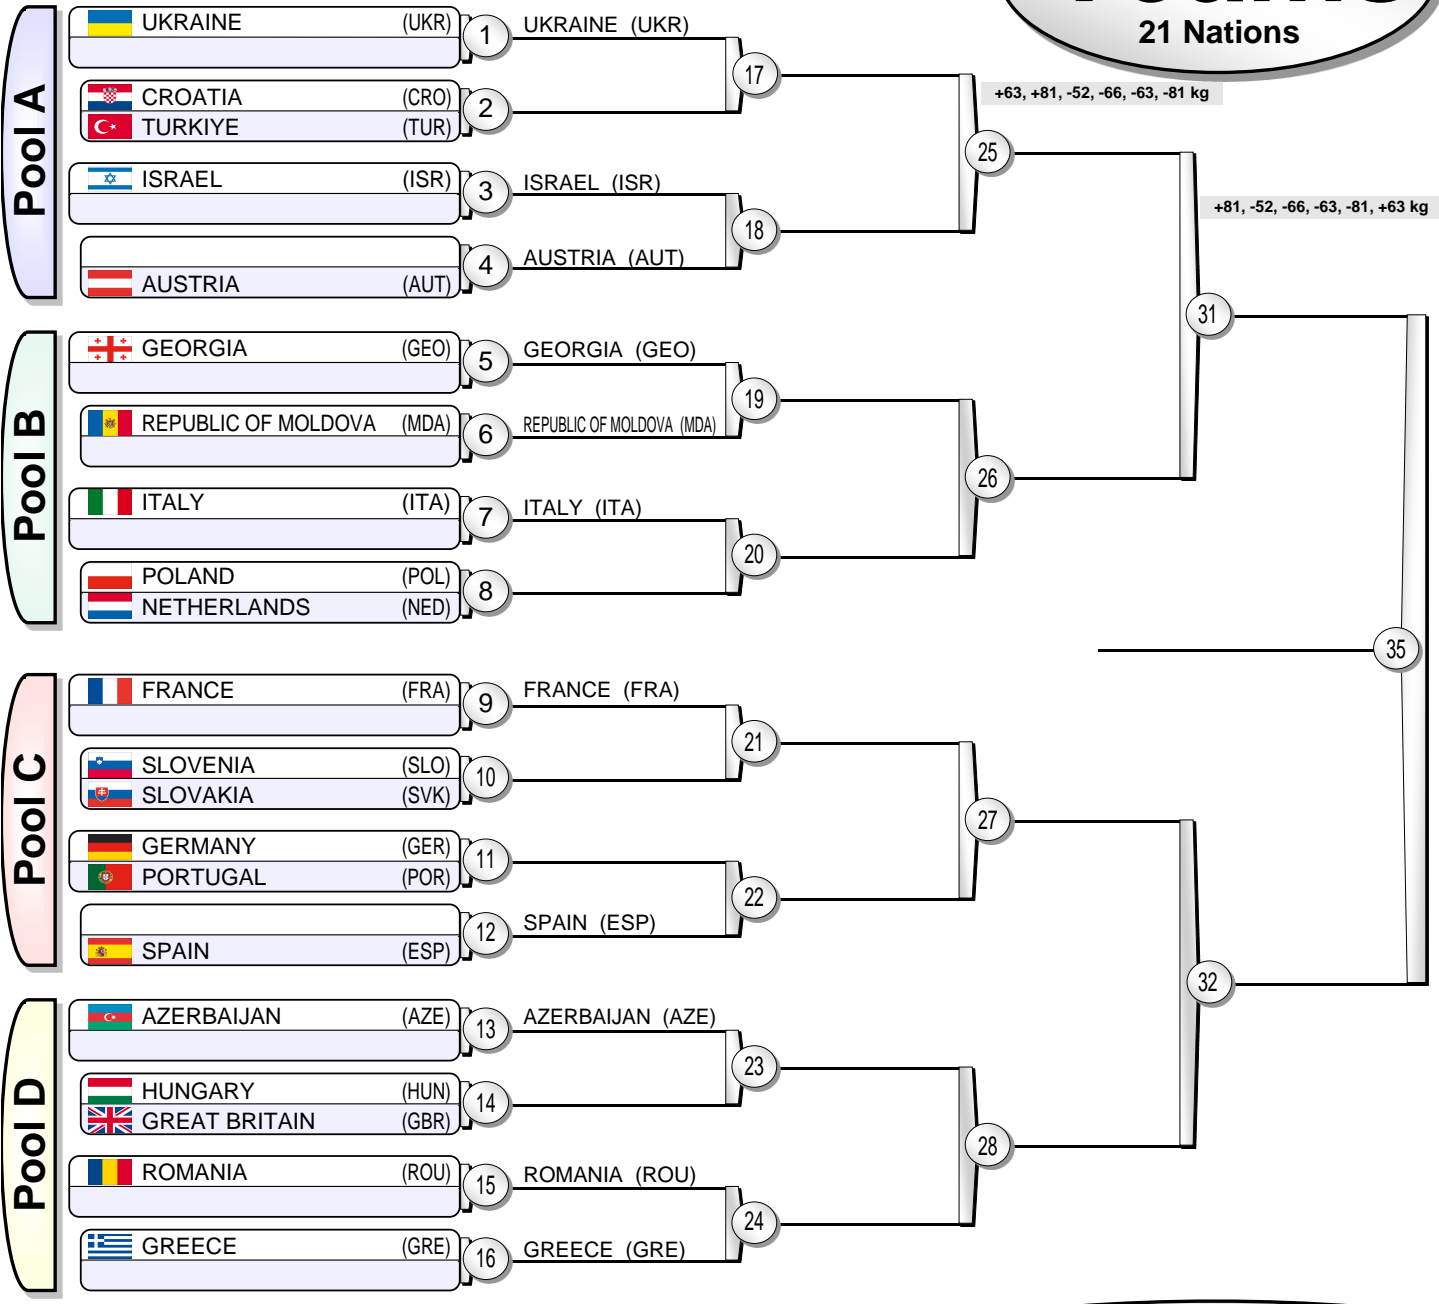 21 Nations
Pool A
UKRAINE (UKR)
1
UKRAINE (UKR)
CROATIA (CRO)
TURKIYE (TUR)
2
17
ISRAEL (ISR)
3
ISRAEL (ISR)
AUSTRIA (AUT)
4
AUSTRIA (AUT)
18
+63, +81, -52, -66, -63, -81 kg
25
+81, -52, -66, -63, -81, +63 kg
Pool B
GEORGIA (GEO)
5
GEORGIA (GEO)
REPUBLIC OF MOLDOVA (MDA)
6
REPUBLIC OF MOLDOVA (MDA)
19
ITALY (ITA)
7
ITALY (ITA)
POLAND (POL)
NETHERLANDS (NED)
8
20
26
31
35
Pool C
FRANCE (FRA)
9
FRANCE (FRA)
SLOVENIA (SLO)
SLOVAKIA (SVK)
10
21
GERMANY (GER)
PORTUGAL (POR)
11
SPAIN (ESP)
12
SPAIN (ESP)
22
27
Pool D
AZERBAIJAN (AZE)
13
AZERBAIJAN (AZE)
HUNGARY (HUN)
GREAT BRITAIN (GBR)
14
23
ROMANIA (ROU)
15
ROMANIA (ROU)
GREECE (GRE)
16
GREECE (GRE)
24
28
32